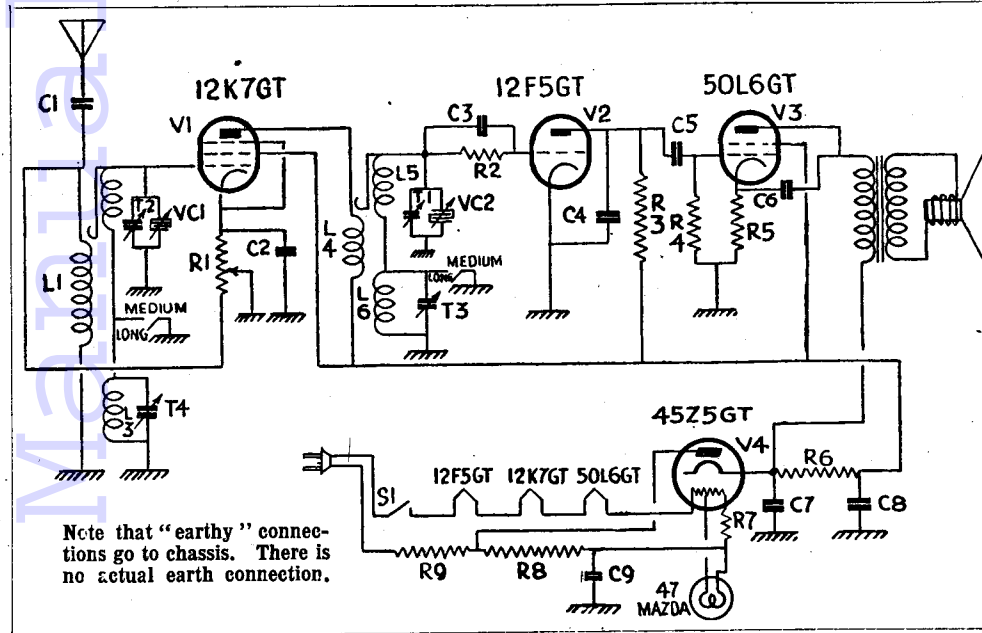 Manua
12K7GT
12F5GT
50L6GT
C1
V1
C3
V2
C5
V3
R2
L5
T2
VC1
T1
VC2
C4
R3
R4
C6
R5
L4
C2
R1
L1
MEDIUM
LONG
MEDIUM
LONG
L6
T3
L3
T4
45Z5GT
V4
R6
12F5GT
12K7GT
50L6GT
S1
R7
C7
C8
R9
R8
C9
47
MAZDA
Note that "earthy" connec-
tions go to chassis. There is
no actual earth connection.